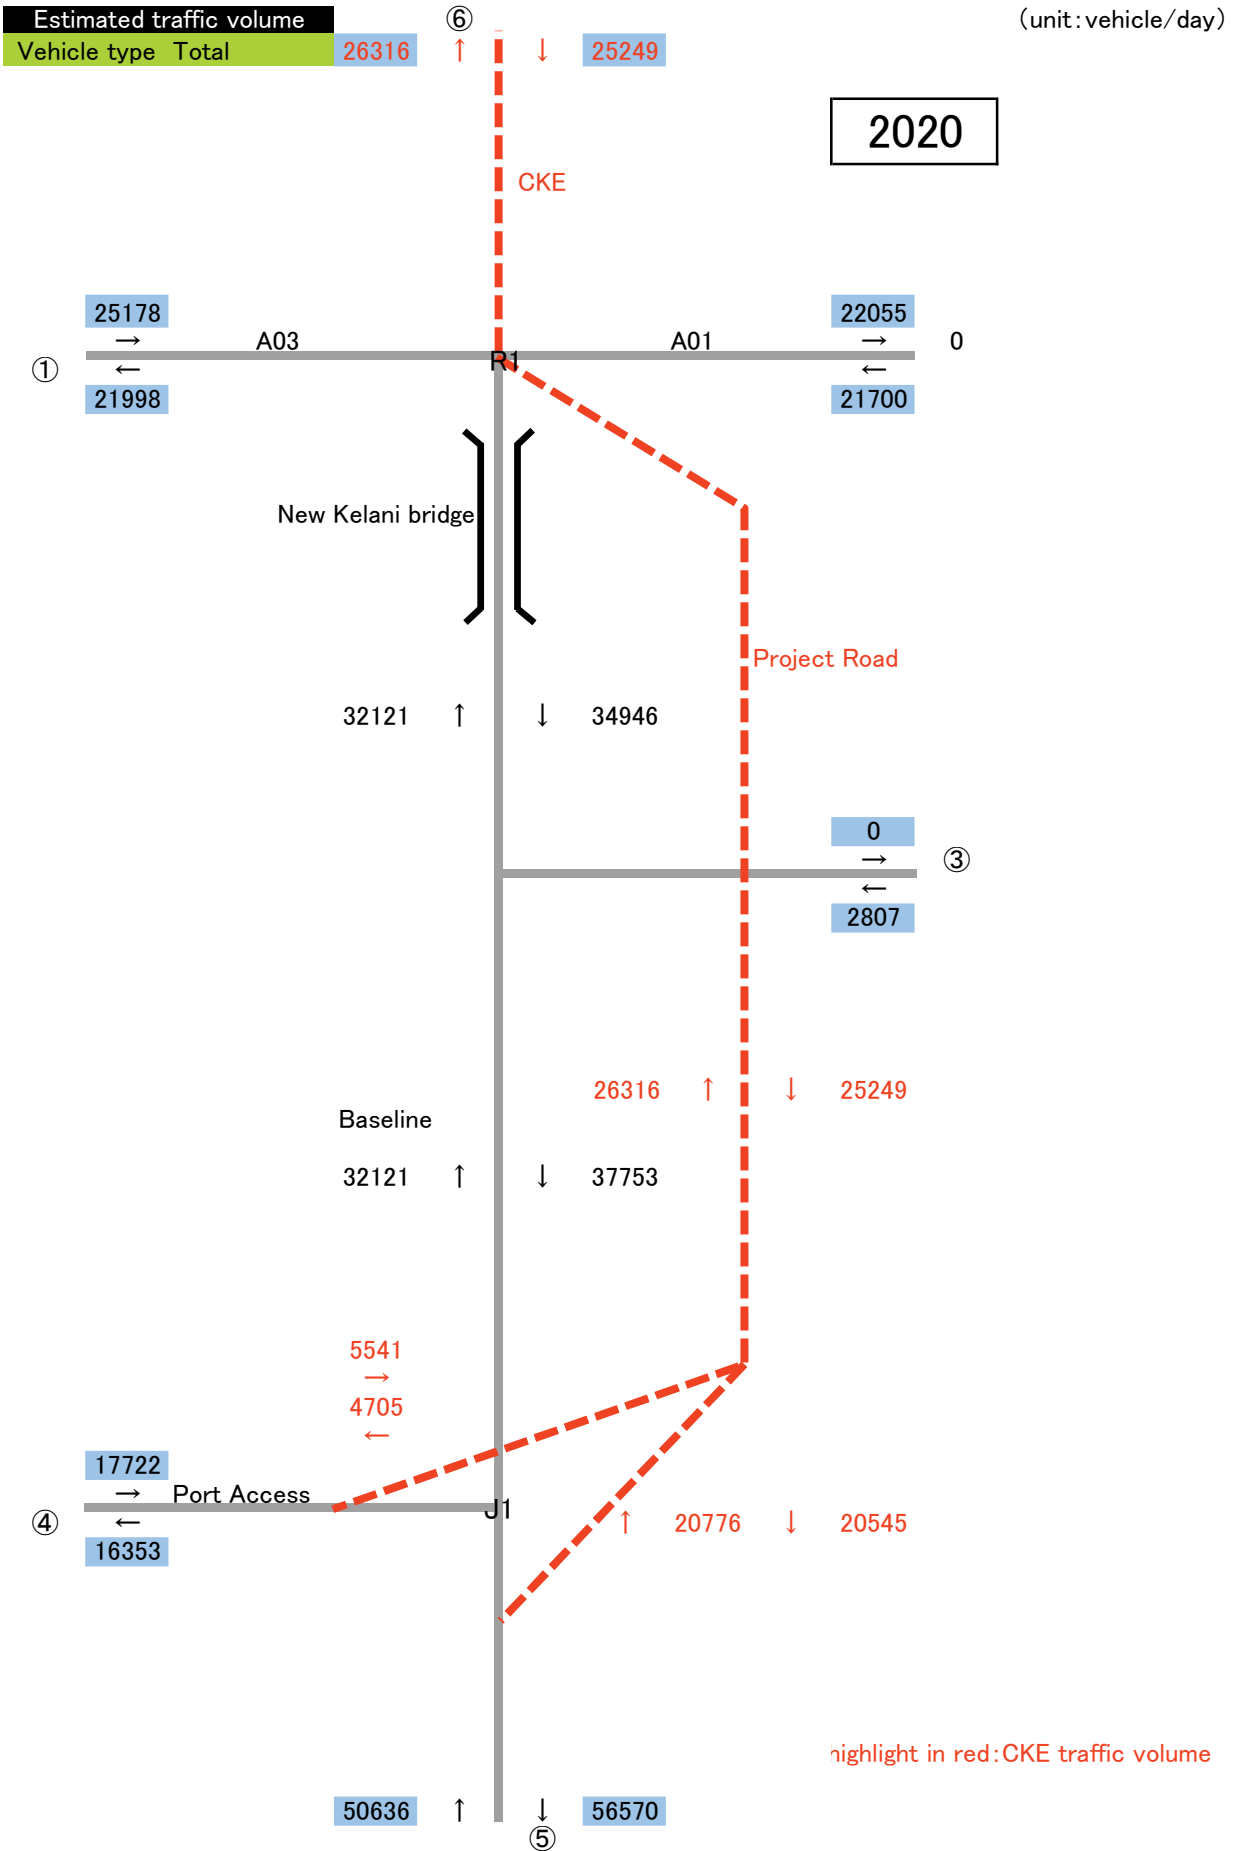 Estimated traffic volume
⑥
(unit:vehicle/day)
Vehicle type Total
26316 ↑ ↓ 25249
2020
CKE
25178
22055
→
A03
A01
→
0
R1
①
←
←
21998
21700
New Kelani bridge
Project Road
32121 ↑ ↓ 34946
0
→
③
←
2807
26316 ↑ ↓ 25249
Baseline
32121 ↑ ↓ 37753
5541
→
4705
←
17722
→
Port Access
J1
④
←
↑ 20776 ↓ 20545
16353
highlight in red:CKE traffic volume
50636 ↑ ↓ 56570
⑤